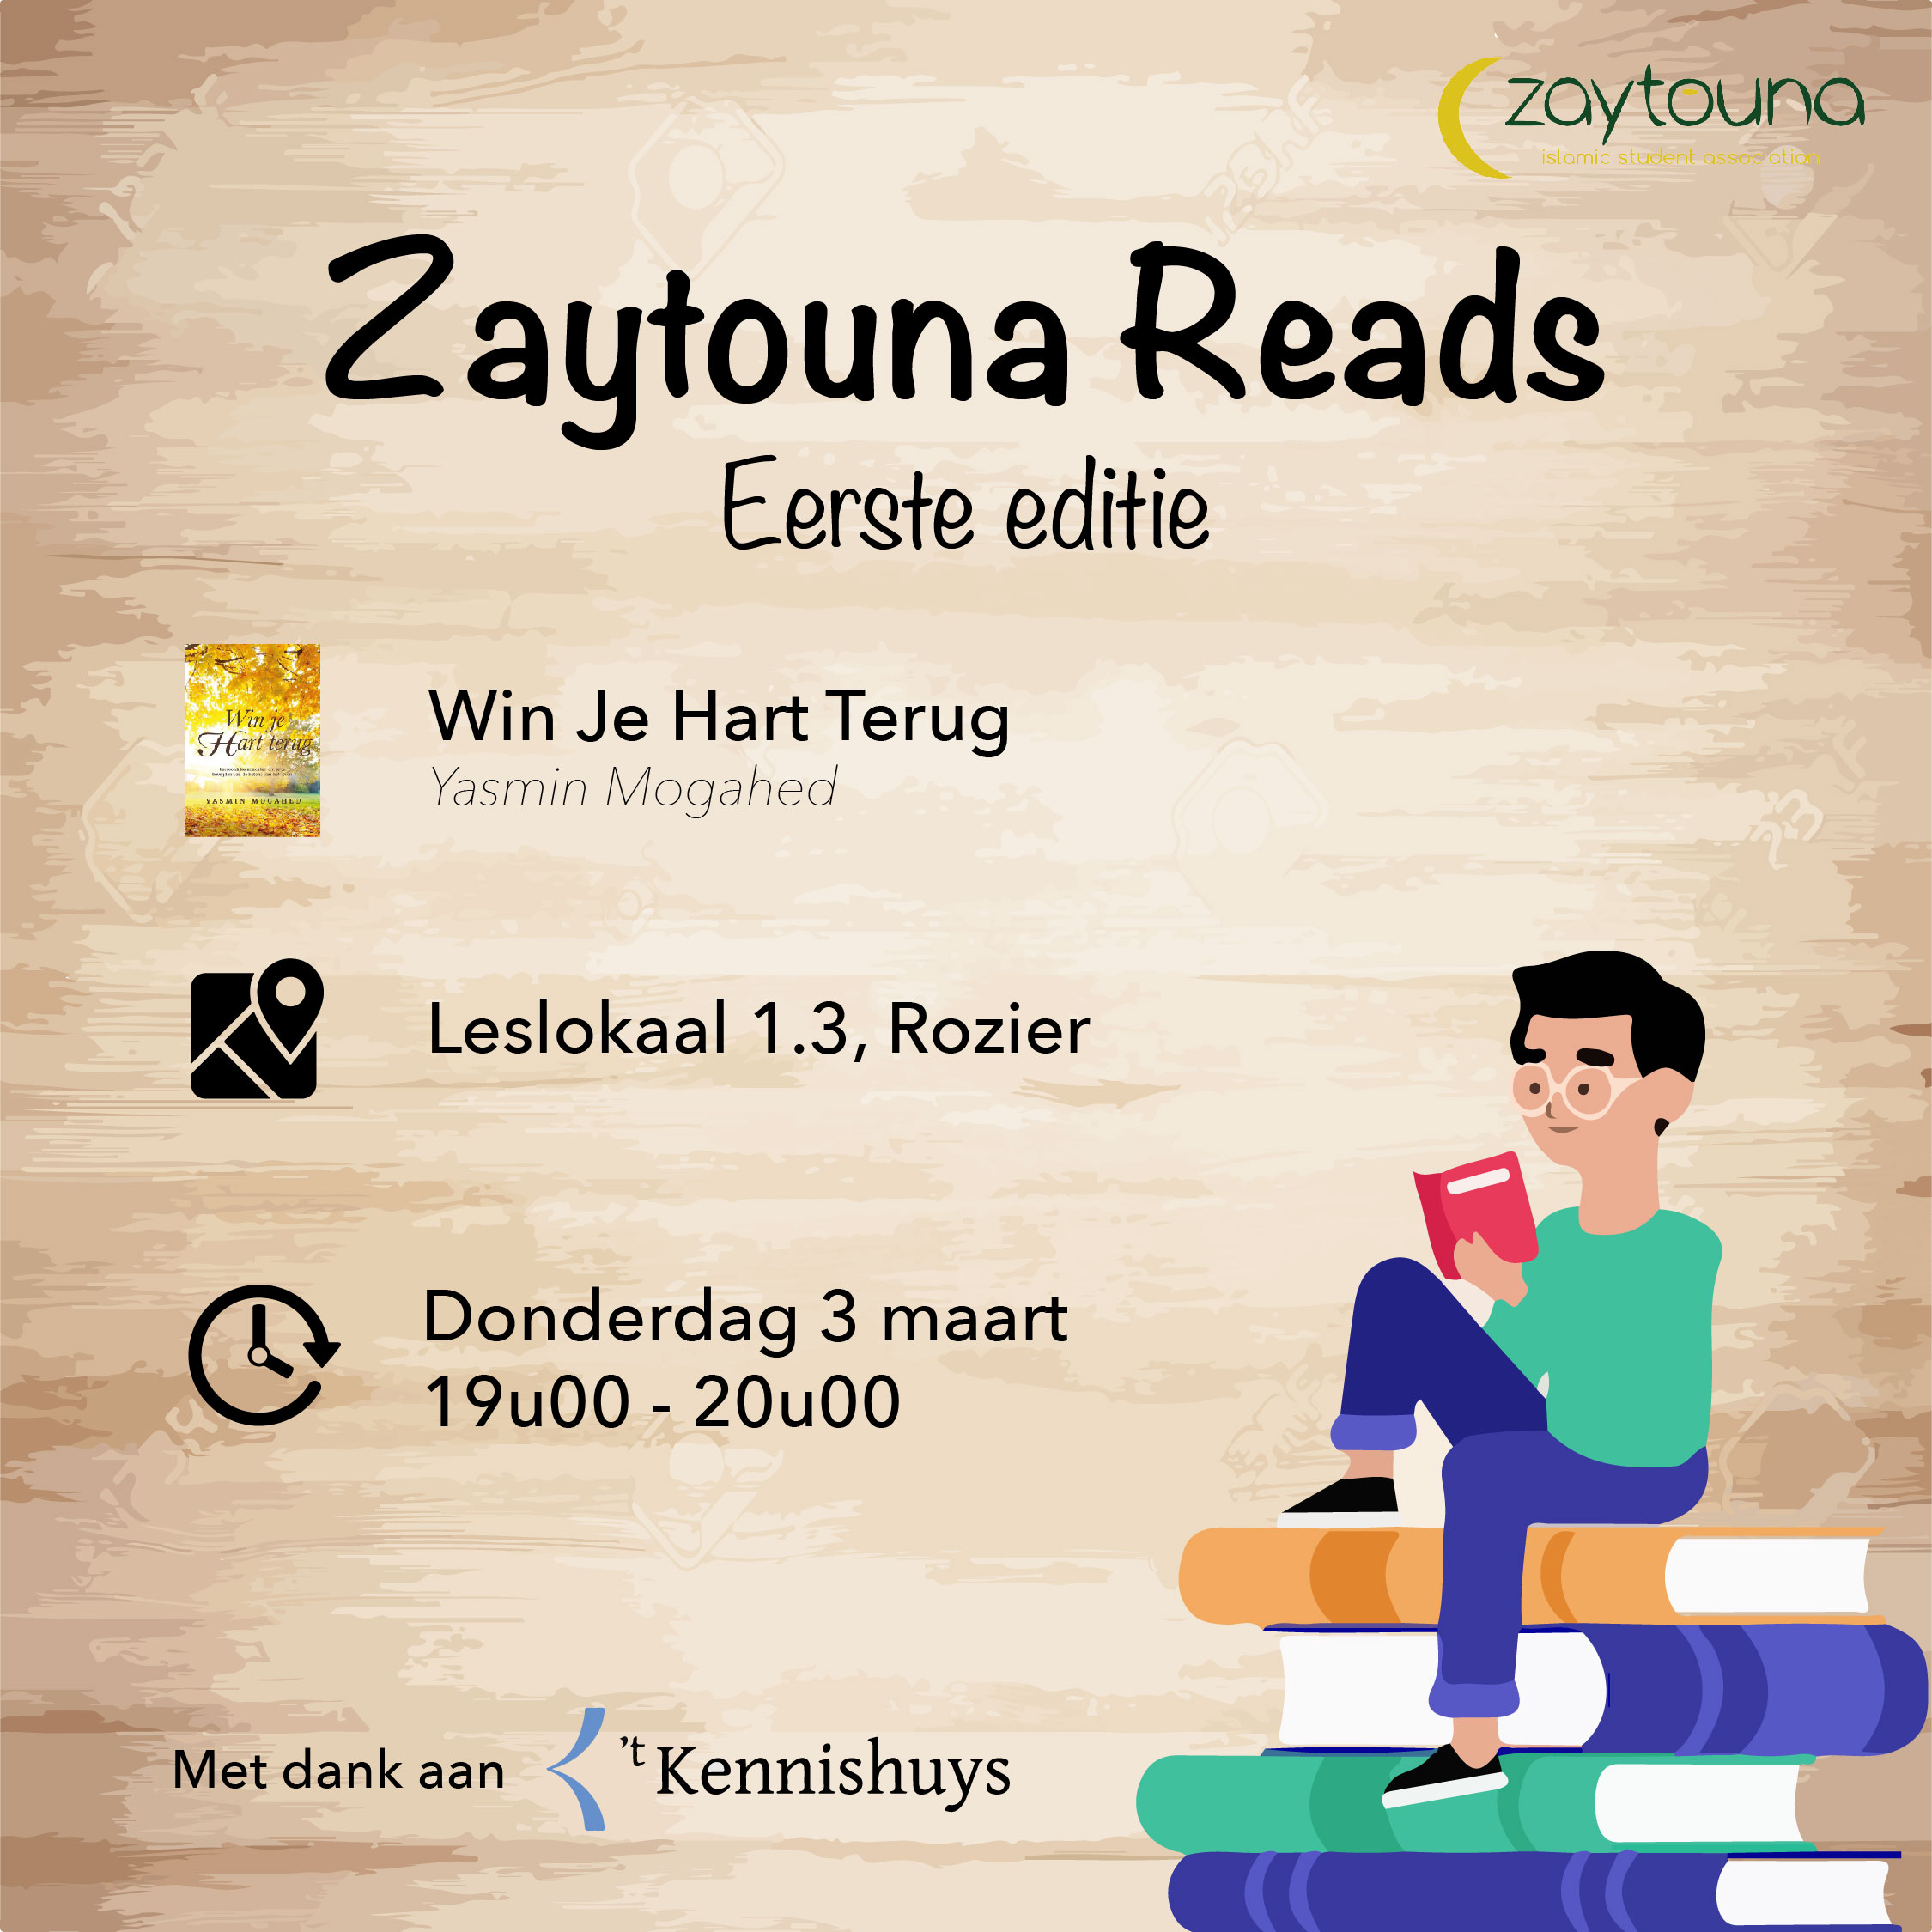 zaytouna
islamic student association
Zaytouna Reads
Eerste editie
Win je
Hart terug
YASMIN MOGAHED
Win Je Hart Terug
Yasmin Mogahed
Leslokaal 1.3, Rozier
Donderdag 3 maart
19u00 - 20u00
Met dank aan
't Kennishuys